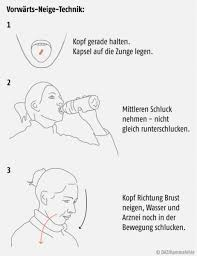 Vorwärts-Neige-Technik:
1
Kopf gerade halten.
Kapsel auf die Zunge legen.
2
Mittleren Schluck
nehmen – nicht
gleich runterschlucken.
3
Kopf Richtung Brust
neigen, Wasser und
Arznei noch in der
Bewegung schlucken.